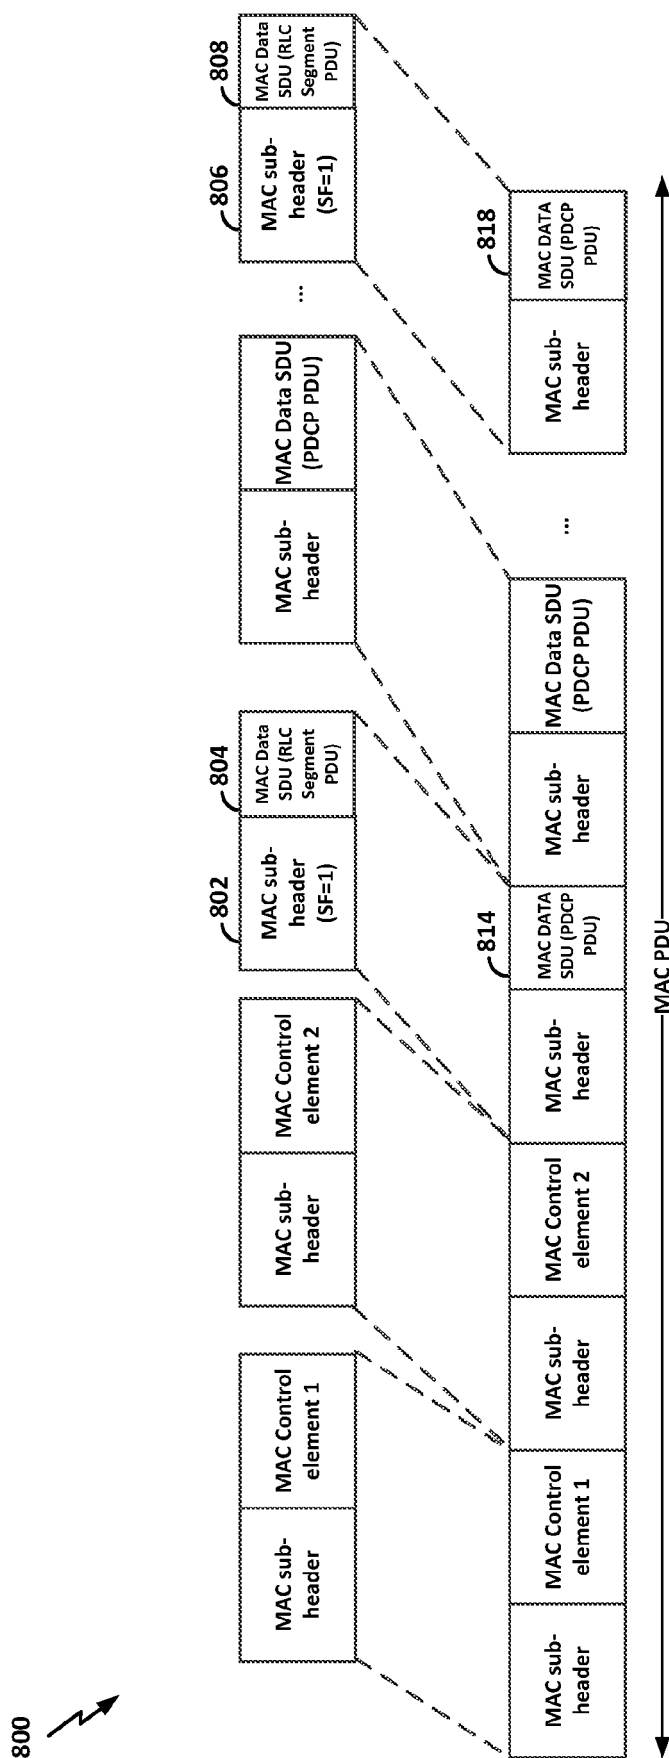 800
MAC sub-
header
MAC Control
element 1
MAC sub-
header
MAC Control
element 2
802
MAC sub-
header
(SF=1)
804
MAC Data
SDU (RLC
Segment
PDU)
MAC sub-
header
MAC Data SDU
(PDCP PDU)
...
806
MAC sub-
header
(SF=1)
808
MAC Data
SDU (RLC
Segment
PDU)
MAC sub-
header
MAC Control
element 1
MAC sub-
header
MAC Control
element 2
MAC sub-
header
814
MAC DATA
SDU (PDCP
PDU)
MAC sub-
header
MAC Data SDU
(PDCP PDU)
...
MAC sub-
header
818
MAC DATA
SDU (PDCP
PDU)
MAC PDU